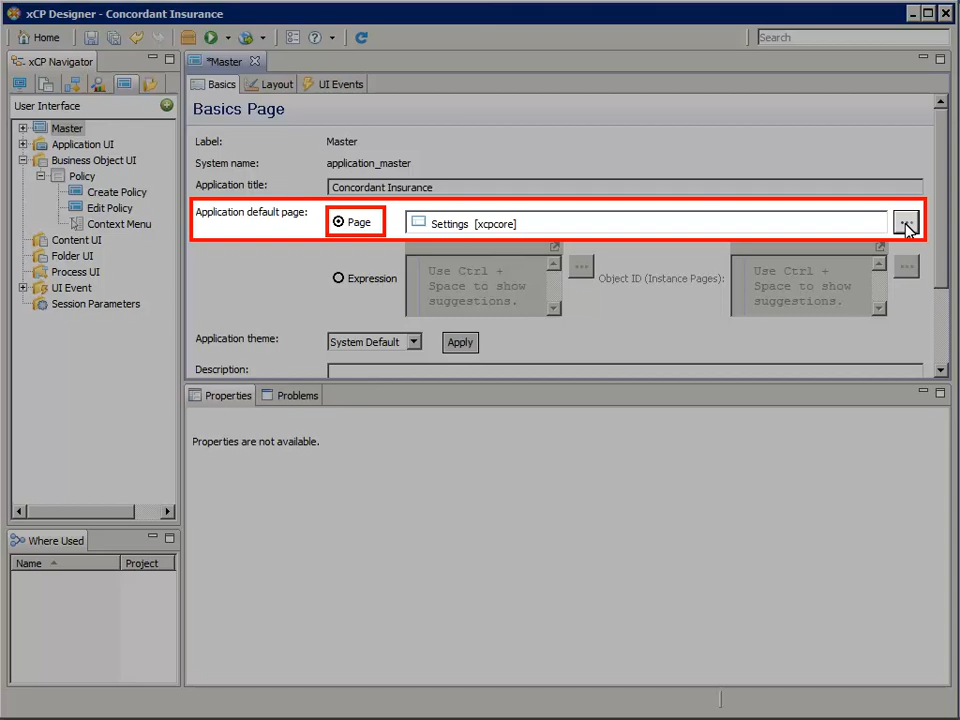 xCP Designer - Concordant Insurance
Home
Search
xCP Navigator
*Master
Basics
Layout
UI Events
User Interface
Basics Page
Master
Application UI
Business Object UI
Policy
Create Policy
Edit Policy
Context Menu
Content UI
Folder UI
Process UI
UI Event
Session Parameters
Label:
Master
System name:
application_master
Application title:
Concordant Insurance
Application default page:
Page
Settings [xcpcore]
...
Expression
Use Ctrl +
Space to show
suggestions.
...
Object ID (Instance Pages):
Use Ctrl +
Space to show
suggestions.
...
Application theme:
System Default
Apply
Description:
Properties
Problems
Properties are not available.
Where Used
Name
Project